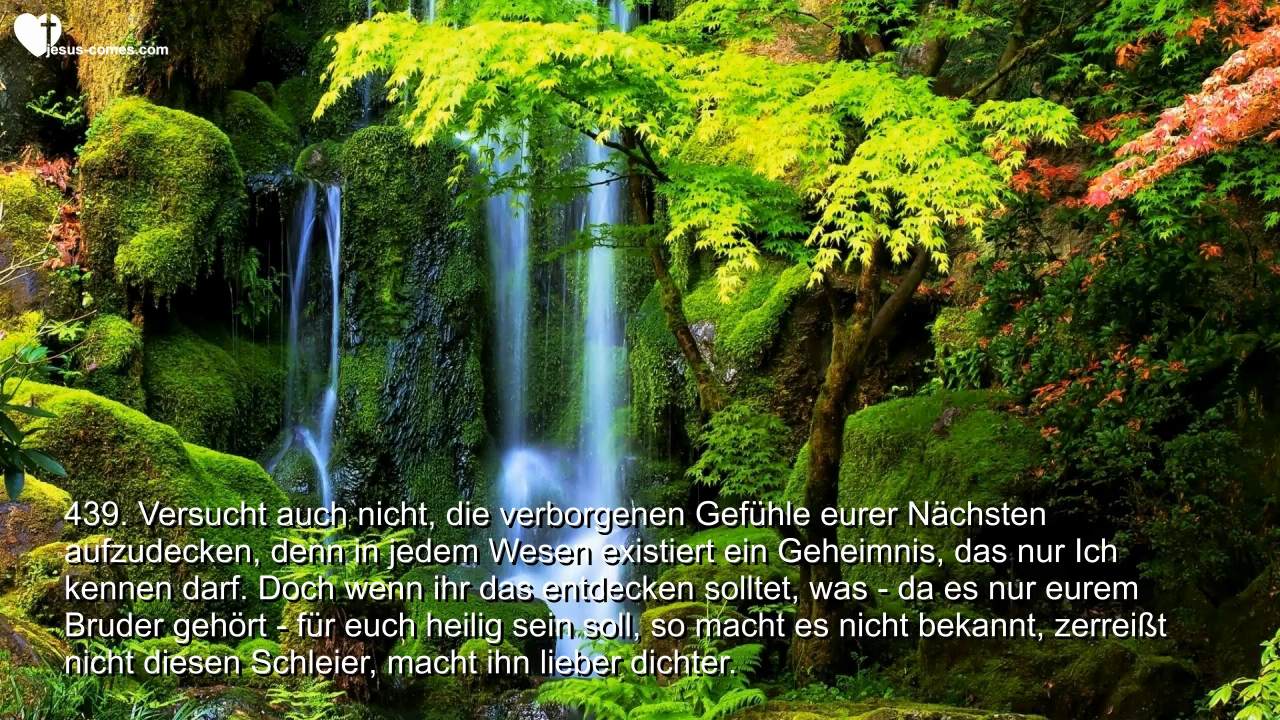 jesus-comes.com
439. Versucht auch nicht, die verborgenen Gefühle eurer Nächsten
aufzudecken, denn in jedem Wesen existiert ein Geheimnis, das nur Ich
kennen darf. Doch wenn ihr das entdecken solltet, was - da es nur eurem
Bruder gehört - für euch heilig sein soll, so macht es nicht bekannt, zerreißt
nicht diesen Schleier, macht ihn lieber dichter.